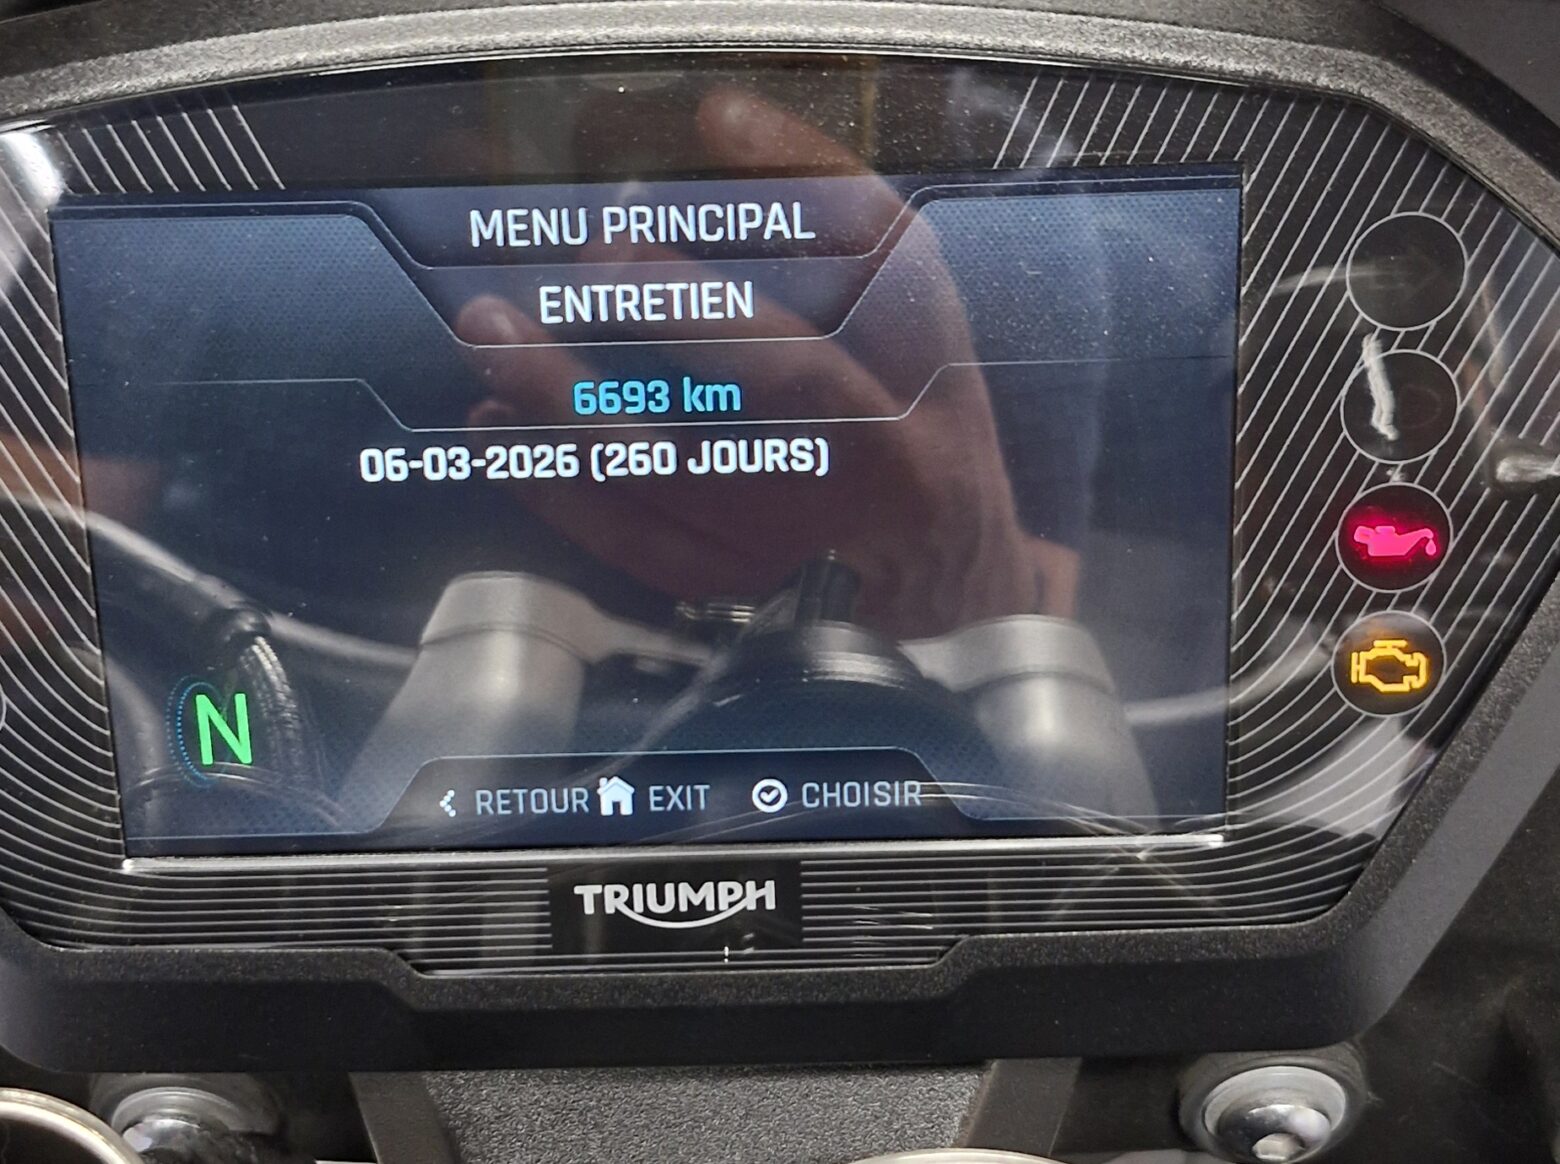 MENU PRINCIPAL
ENTRETIEN
6693 km
06-03-2026 (260 JOURS)
N
RETOUR EXIT CHOISIR
TRIUMPH